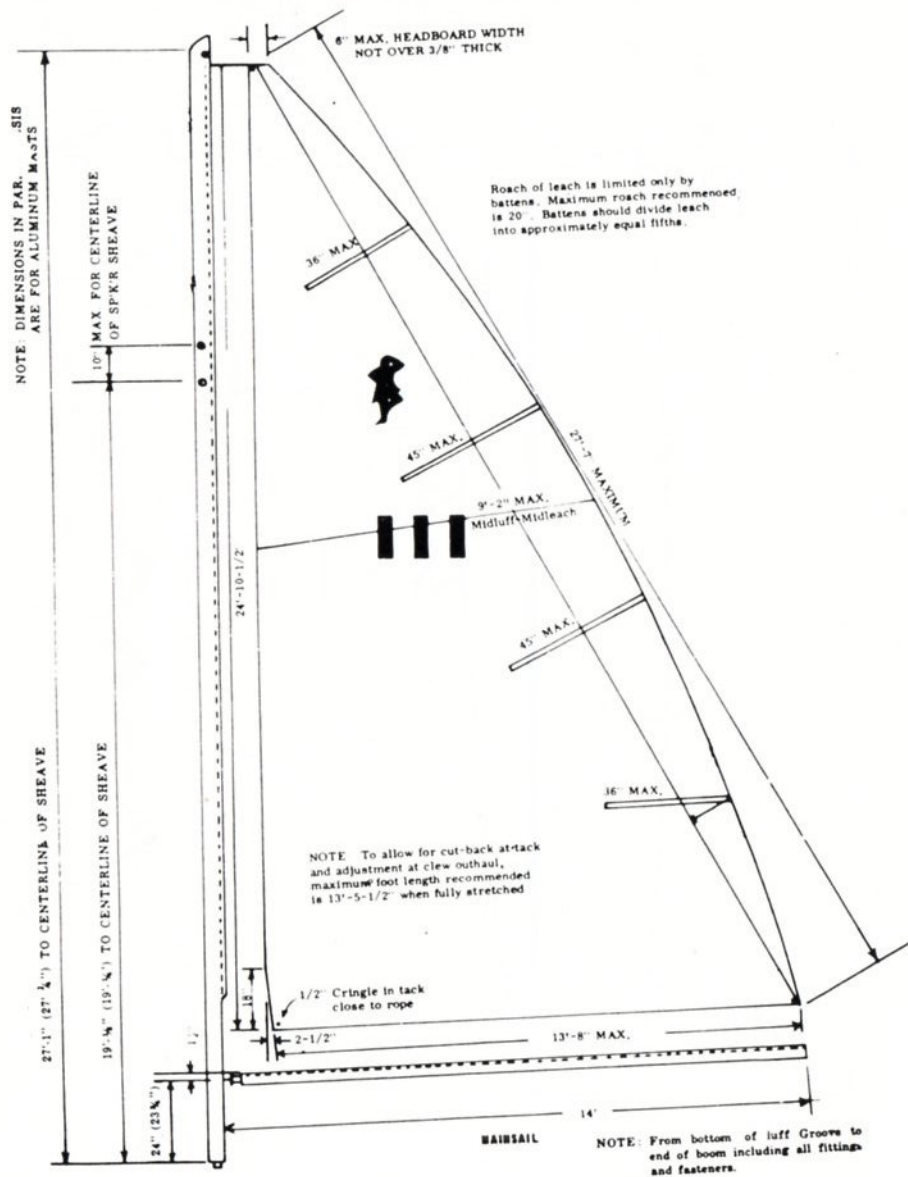 6" MAX. HEADBOARD WIDTH
NOT OVER 3/8" THICK
NOTE: DIMENSIONS IN PAR. .SIS
ARE FOR ALUMINUM MASTS
10" MAX FOR CENTERLINE
OF SP'K'R SHEAVE
Roach of leach is limited only by
battens. Maximum roach recommended
is 20". Battens should divide leach
into approximately equal fifths.
36" MAX
45" MAX.
27'-7" MAXIMUM
9'-2" MAX.
Midluff-Midleach
24'-10-1/2"
45" MAX.
36" MAX.
27'-1" TO CENTERLINE OF SHEAVE
TO CENTERLINE OF SHEAVE
NOTE To allow for cut-back at tack
and adjustment at clew outhaul,
maximum foot length recommended
is 13'-5-1/2" when fully stretched
18"
1/2" Cringle in tack
close to rope
2-1/2"
13'-8" MAX.
24" (23¾")
14'
MAINSAIL
NOTE: From bottom of luff Groove to
end of boom including all fittings
and fasteners.